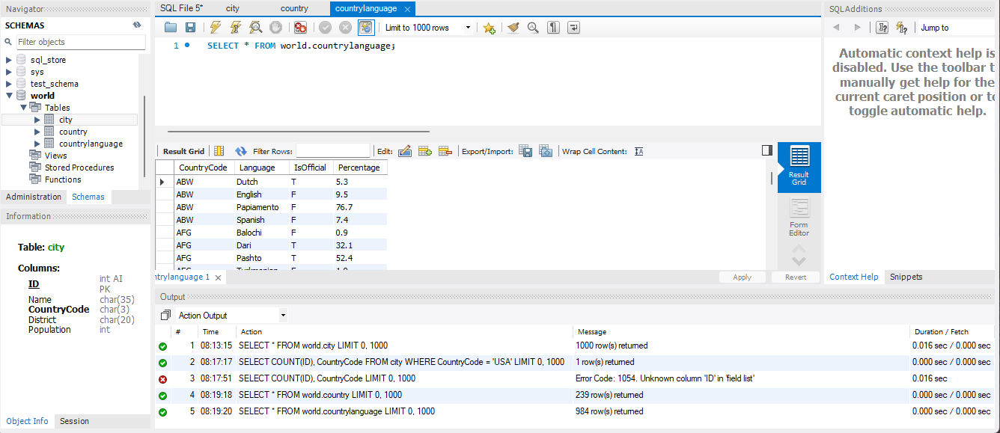 Navigator
SCHEMAS
Filter objects
sql_store
sys
test_schema
world
Tables
city
country
countrylanguage
Views
Stored Procedures
Functions
Administration Schemas
Information
Table: city
Columns:
ID int AI PK
Name char(35)
CountryCode char(3)
District char(20)
Population int
Object Info Session
SQL File 5* city country countrylanguage
Limit to 1000 rows
1 SELECT * FROM world.countrylanguage;
Result Grid Filter Rows: Edit: Export/Import: Wrap Cell Content:
CountryCode Language IsOfficial Percentage
ABW Dutch T 5.3
ABW English F 9.5
ABW Papiamento F 76.7
ABW Spanish F 7.4
AFG Balochi F 0.9
AFG Dari T 32.1
AFG Pashto T 52.4
Result Grid
Form Editor
ntrylanguage 1 Apply Revert
SQLAdditions
Jump to
Automatic context help is
disabled. Use the toolbar t
manually get help for the
current caret position or to
toggle automatic help.
Context Help Snippets
Output
Action Output
# Time Action Message Duration / Fetch
1 08:13:15 SELECT * FROM world.city LIMIT 0, 1000 1000 row(s) returned 0.016 sec / 0.000 sec
2 08:17:17 SELECT COUNT(ID), CountryCode FROM city WHERE CountryCode = 'USA' LIMIT 0, 1000 1 row(s) returned 0.000 sec / 0.000 sec
3 08:17:51 SELECT COUNT(ID), CountryCode LIMIT 0, 1000 Error Code: 1054. Unknown column 'ID' in 'field list' 0.016 sec
4 08:19:18 SELECT * FROM world.country LIMIT 0, 1000 239 row(s) returned 0.000 sec / 0.000 sec
5 08:19:20 SELECT * FROM world.countrylanguage LIMIT 0, 1000 984 row(s) returned 0.000 sec / 0.000 sec